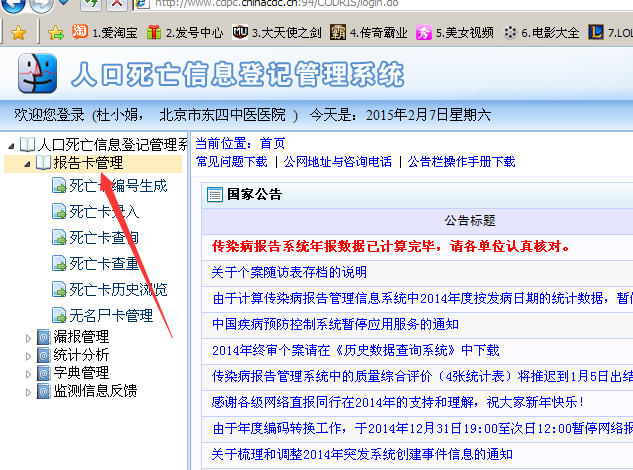 http://www.cdpc.chinacdc.cn:94/CODRIS/login.do
1.爱淘宝 2.发号中心 3.大天使之剑 4.传奇霸业 5.美女视频 6.电影大全 7.LOL
人口死亡信息登记管理系统
欢迎您登录 (杜小娟, 北京市东四中医医院 ) 今天是: 2015年2月7日星期六
人口死亡信息登记管理系
报告卡管理
死亡卡编号生成
死亡卡录入
死亡卡查询
死亡卡查重
死亡卡历史浏览
无名尸卡管理
漏报管理
统计分析
字典管理
监测信息反馈
当前位置: 首页
常见问题下载 | 公网地址与咨询电话 | 公告栏操作手册下载
国家公告
公告标题
传染病报告系统年报数据已计算完毕，请各单位认真核对。
关于个案随访表存档的说明
由于计算传染病报告管理信息系统中2014年度按发病日期的统计数据，暂停
中国疾病预防控制系统暂停应用服务的通知
2014年终审个案请在《历史数据查询系统》中下载
传染病报告管理系统中的质量综合评价（4张统计表）将推迟到1月5日出结
感谢各级网络直报同行在2014年的支持和理解，祝大家新年快乐！
由于年度编码转换工作，于2014年12月31日19:00至次日12:00暂停网络报
关于梳理和调整2014年突发系统创建事件信息的通知